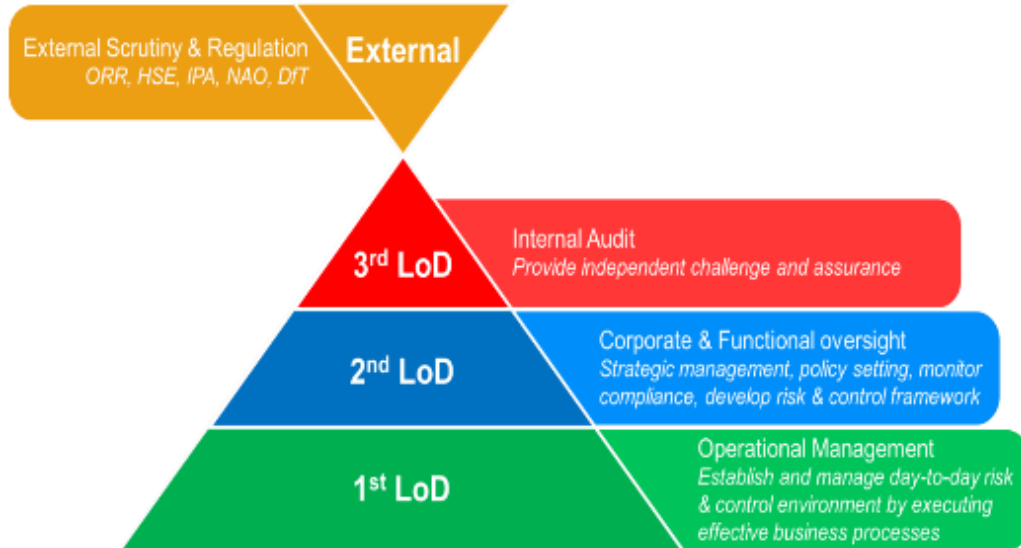 External Scrutiny & Regulation
ORR, HSE, IPA, NAO, DfT
External
3rd LoD
Internal Audit
Provide independent challenge and assurance
2nd LoD
Corporate & Functional oversight
Strategic management, policy setting, monitor
compliance, develop risk & control framework
1st LoD
Operational Management
Establish and manage day-to-day risk
& control environment by executing
effective business processes